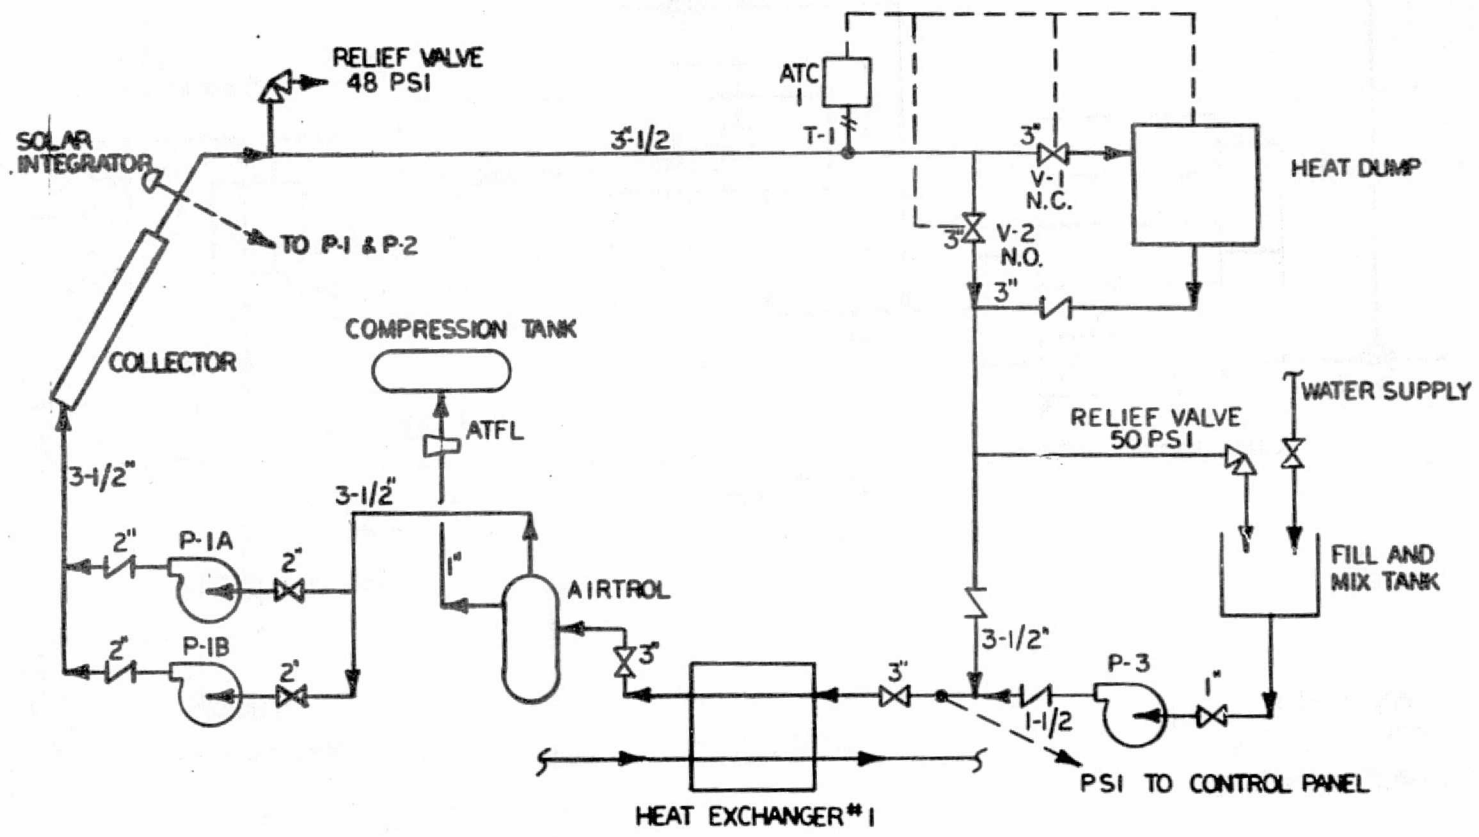 RELIEF VALVE
48 PSI
ATC
1
T-1
SOLAR
INTEGRATOR
3"-1/2
3"
V-1
N.C.
HEAT DUMP
TO P-1 & P-2
3"
V-2
N.O.
3"
COMPRESSION TANK
COLLECTOR
WATER SUPPLY
RELIEF VALVE
50 PSI
ATFL
3-1/2"
3-1/2"
2"
P-1A
2"
1"
AIRTROL
FILL AND
MIX TANK
3-1/2"
2"
P-1B
2"
3"
3"
P-3
1"
1-1/2
PSI TO CONTROL PANEL
HEAT EXCHANGER #1